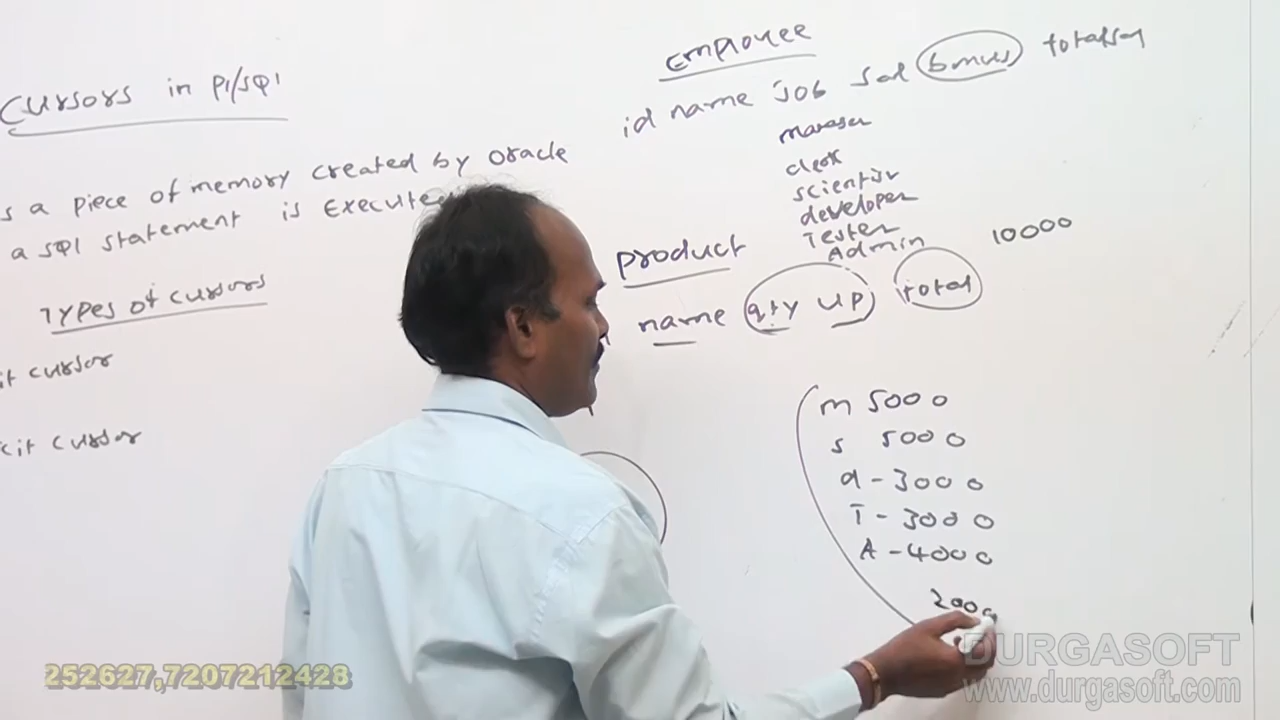 cursors in pl/sql
s a piece of memory created by oracle
a sql statement is executed
Types of cursors
it cursor
cit cursor
Employee
id name job sal bonus totalsal
manager
clerk
scientist
developer
Tester
Admin
10000
product
name qty up total
m 5000
s 5000
d-3000
T-3000
A-4000
2000
252627,7207212428
DURGASOFT
www.durgasoft.com